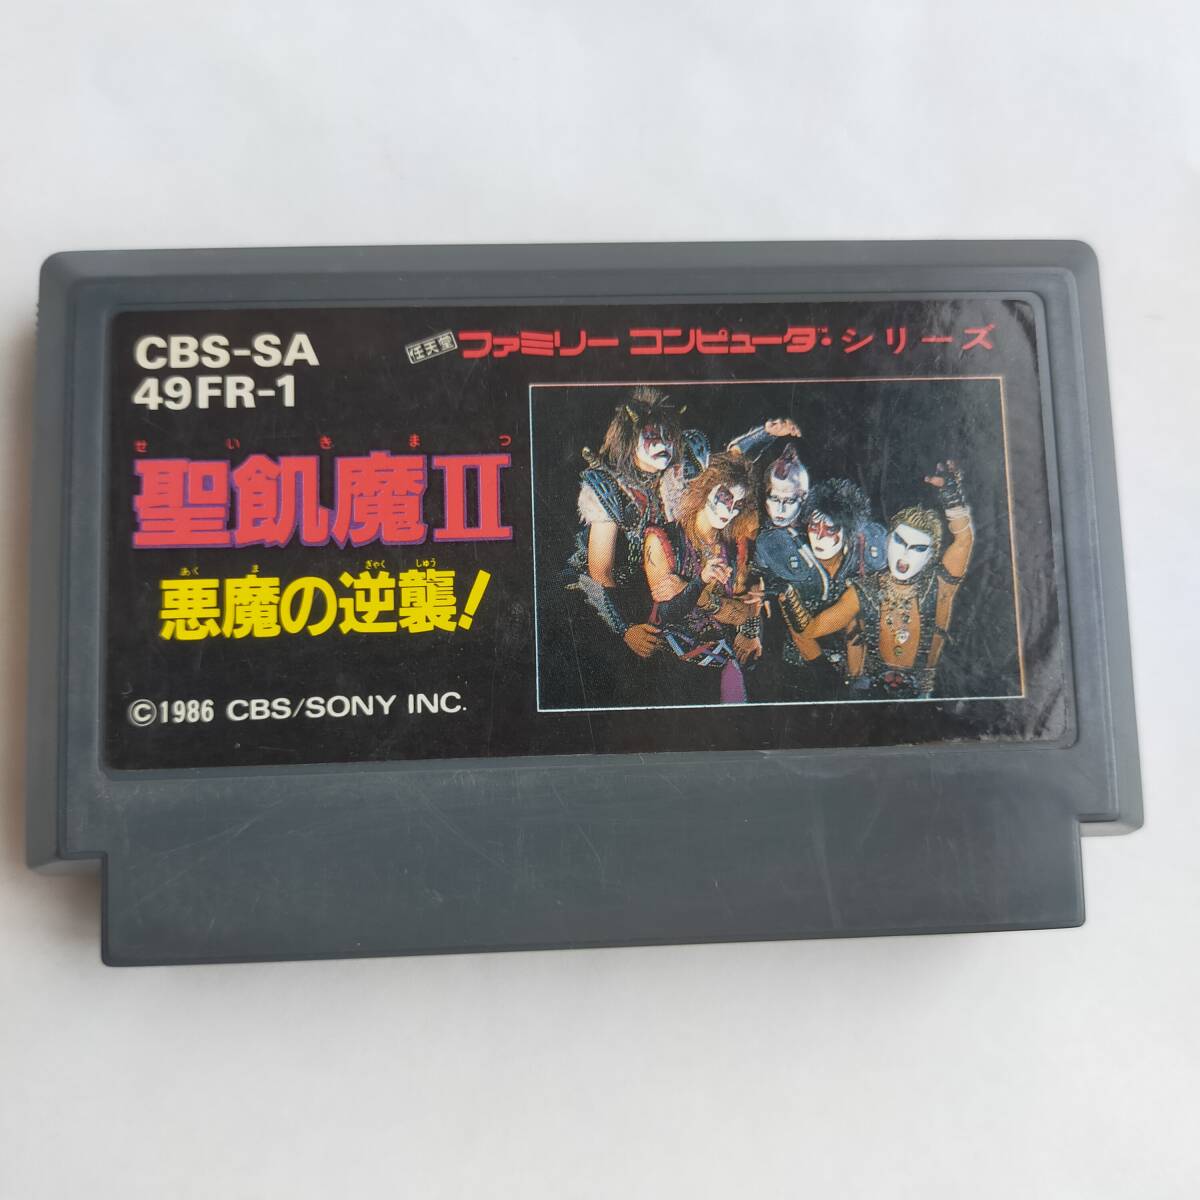 CBS-SA
49FR-1
任天堂 ファミリーコンピュータ™・シリーズ
せいきまつ
聖飢魔II
あくま ぎゃくしゅう
悪魔の逆襲!
©1986 CBS/SONY INC.